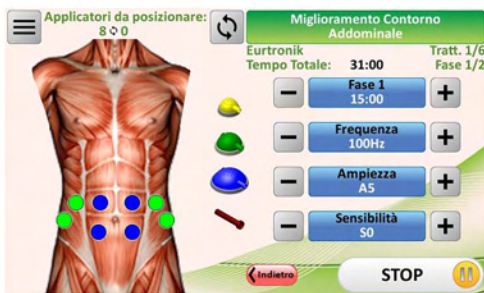 Applicatori da posizionare:
8 0
Miglioramento Contorno
Addominale
Eurtronik
Tratt. 1/6
Tempo Totale: 31:00
Fase 1/2
Fase 1
15:00
Frequenza
100Hz
Ampiezza
A5
Sensibilità
S0
Indietro
STOP